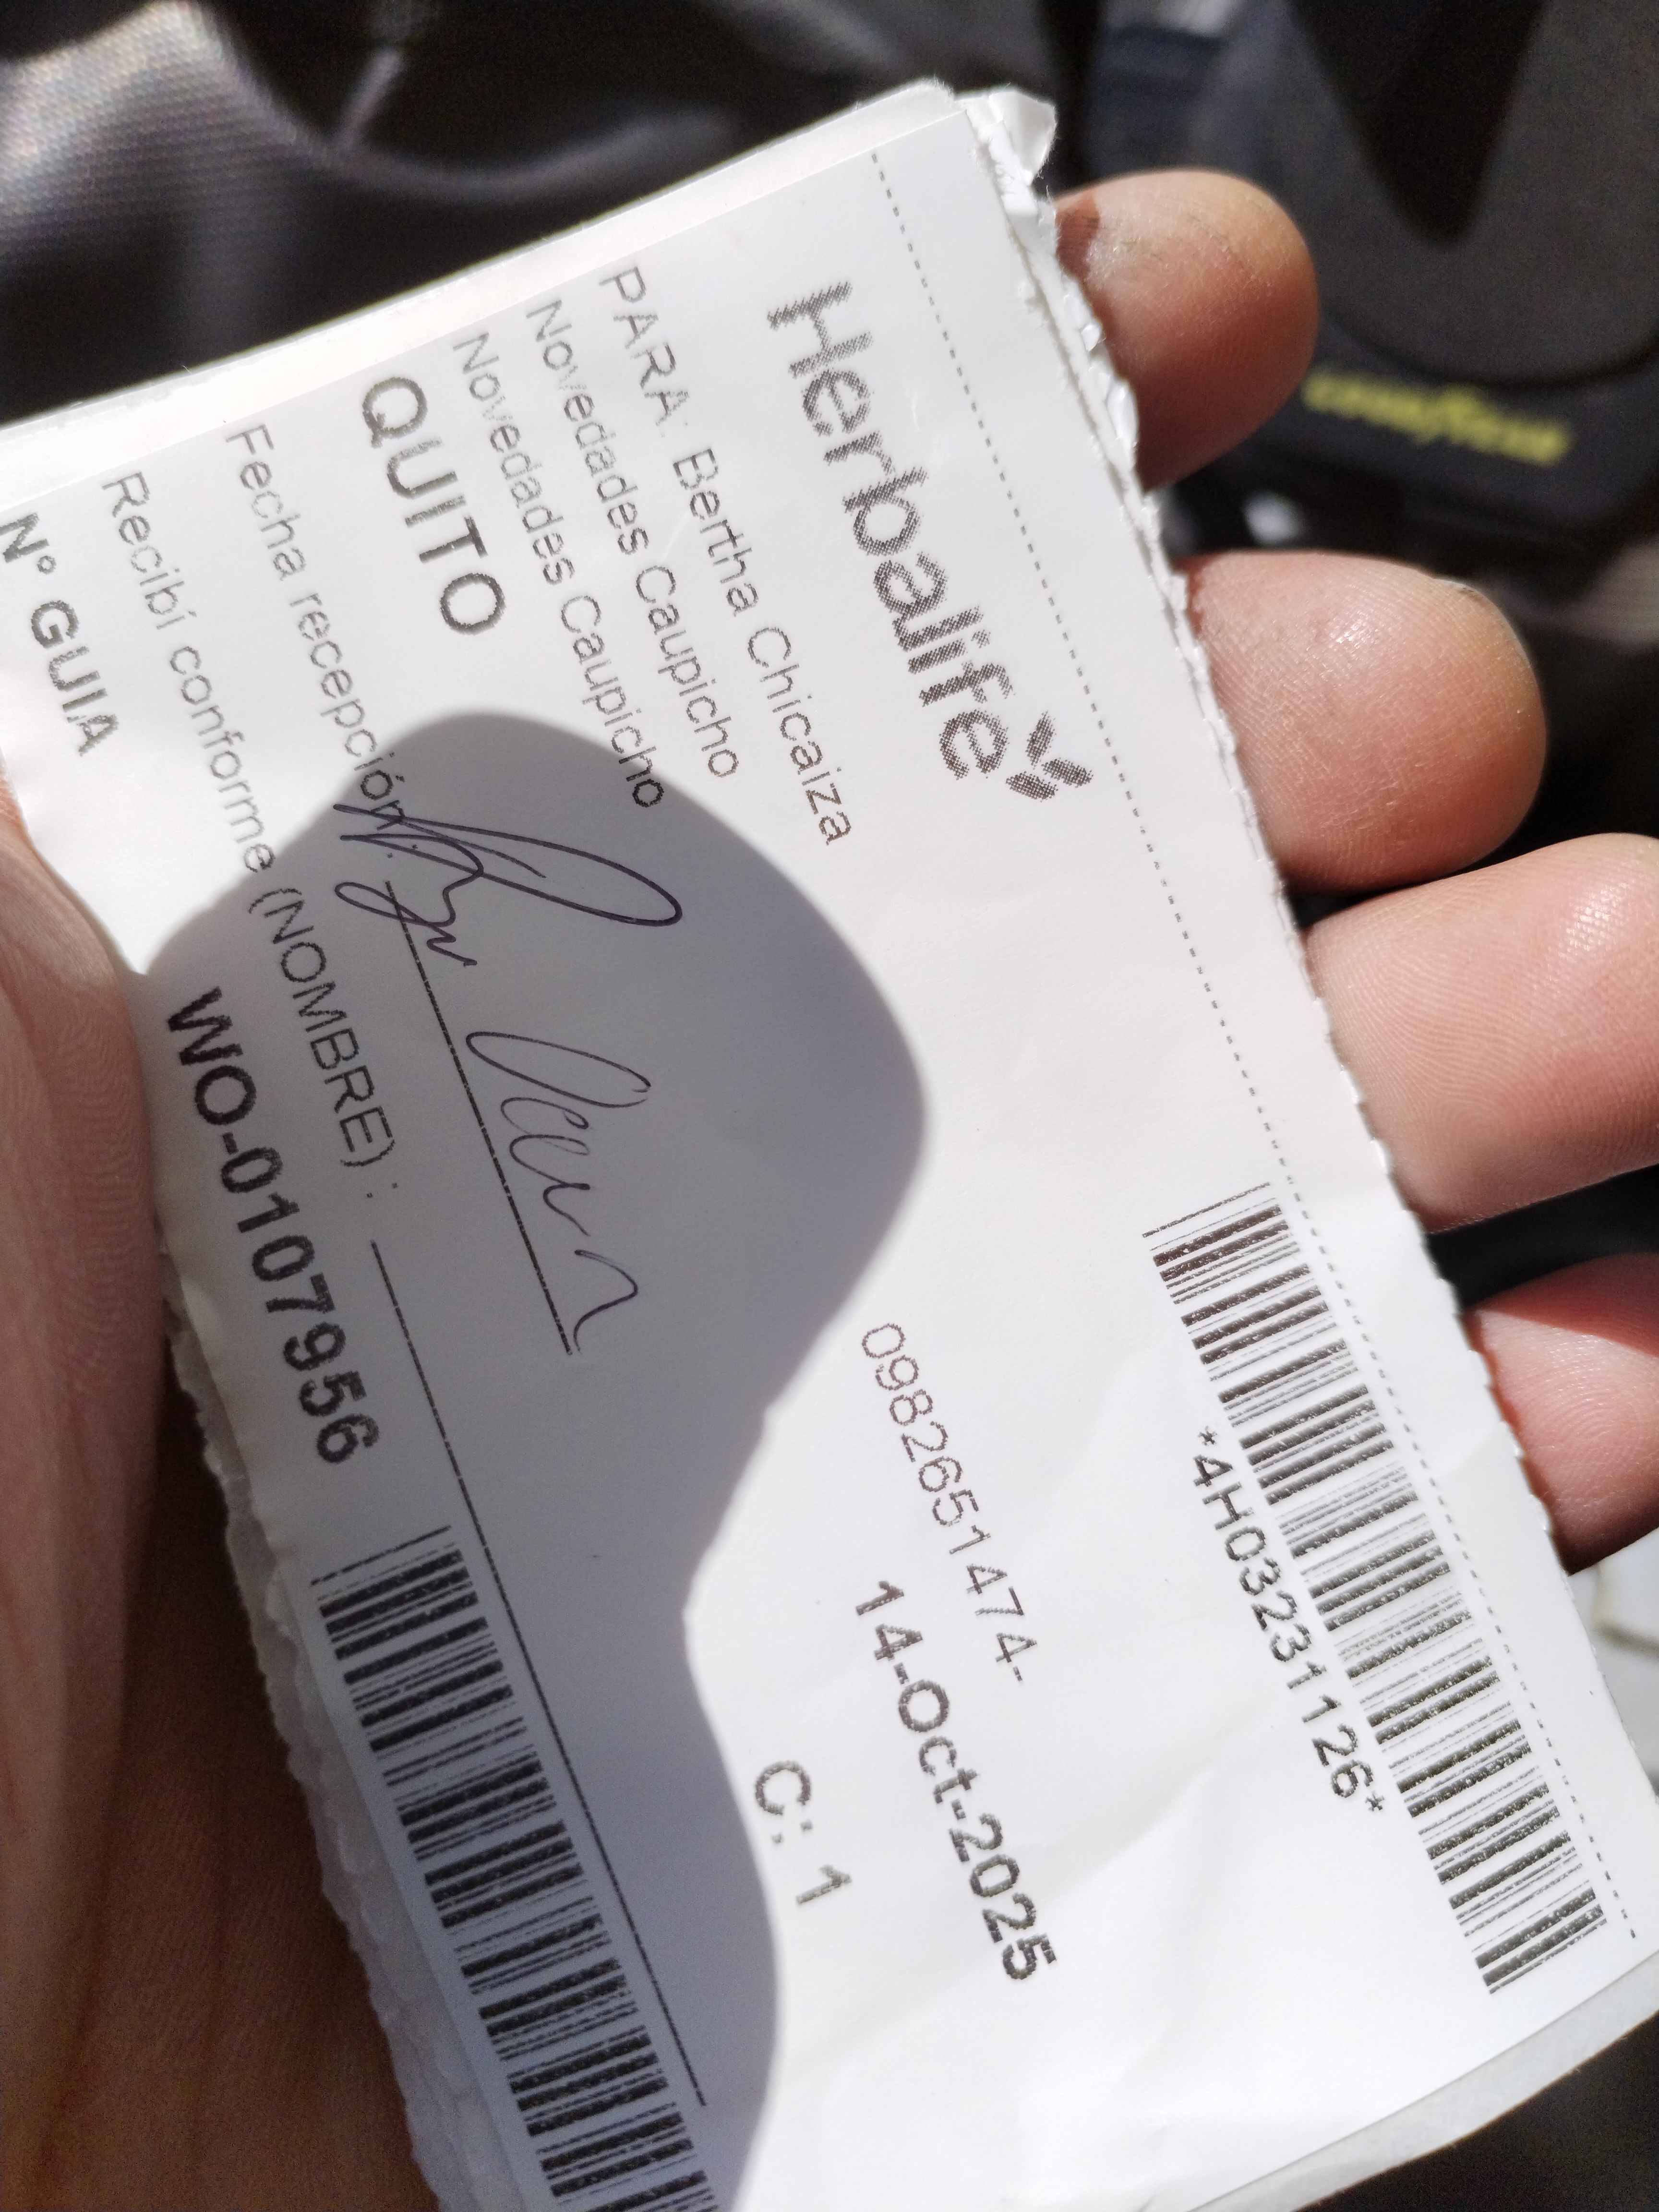 Herbalife
*4H03231126*
PARA: Bertha Chicaiza
0982651474-
Novedades Caupicho
14-Oct-2025
Novedades Caupicho
QUITO
C: 1
Fecha recepción :
Recibí conforme (NOMBRE) :
N° GUIA WO-0107956